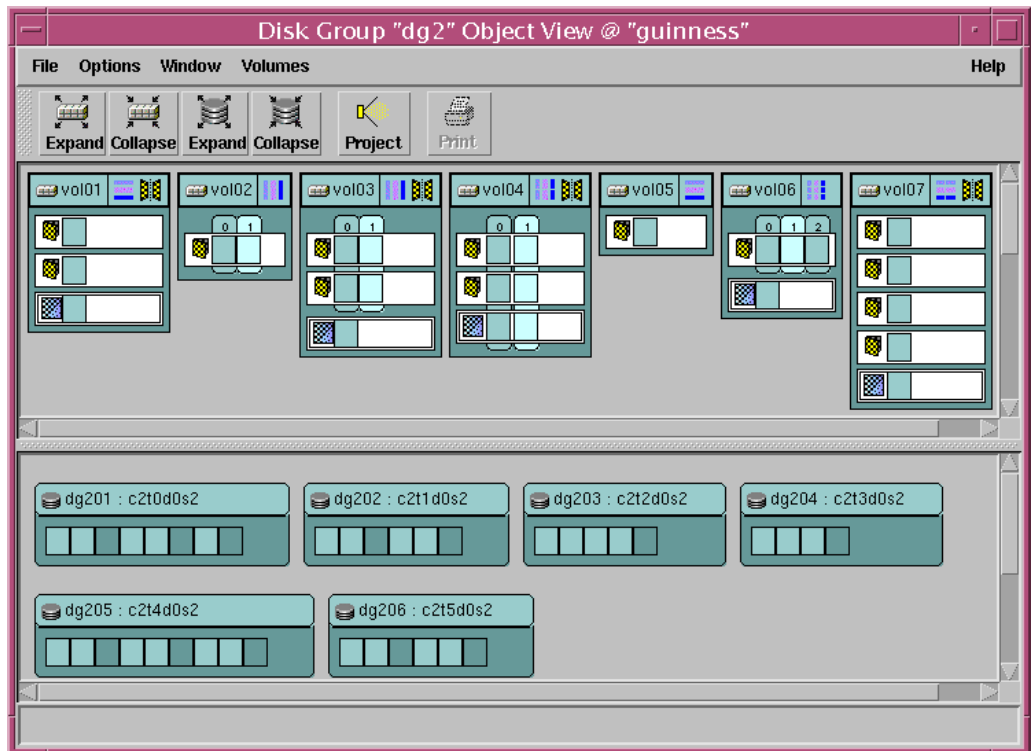 Disk Group "dg2" Object View @ "guinness"
File Options Window Volumes Help
Expand Collapse Expand Collapse Project Print
vol01 vol02 vol03 vol04 vol05 vol06 vol07
0 1 0 1 0 1 0 1 2
dg201 : c2t0d0s2 dg202 : c2t1d0s2 dg203 : c2t2d0s2 dg204 : c2t3d0s2
dg205 : c2t4d0s2 dg206 : c2t5d0s2